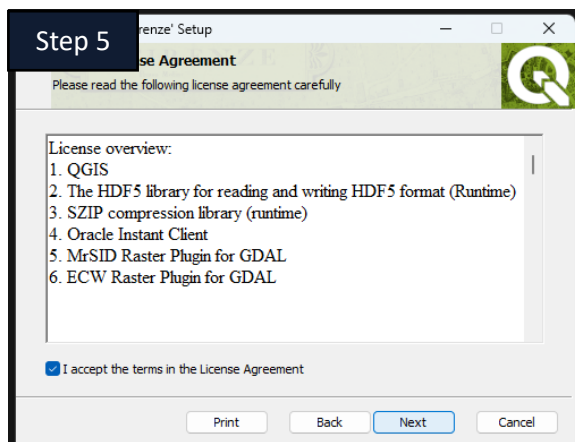 Step 5
renze' Setup
se Agreement
Please read the following license agreement carefully
License overview:
1. QGIS
2. The HDF5 library for reading and writing HDF5 format (Runtime)
3. SZIP compression library (runtime)
4. Oracle Instant Client
5. MrSID Raster Plugin for GDAL
6. ECW Raster Plugin for GDAL
I accept the terms in the License Agreement
Print Back Next Cancel